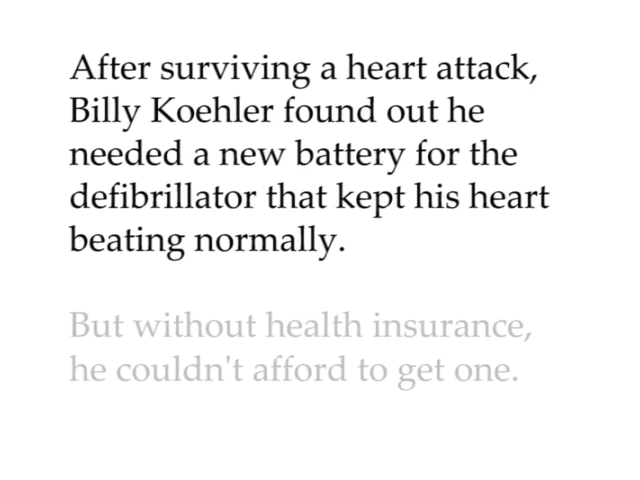 After surviving a heart attack,
Billy Koehler found out he
needed a new battery for the
defibrillator that kept his heart
beating normally.
But without health insurance,
he couldn't afford to get one.